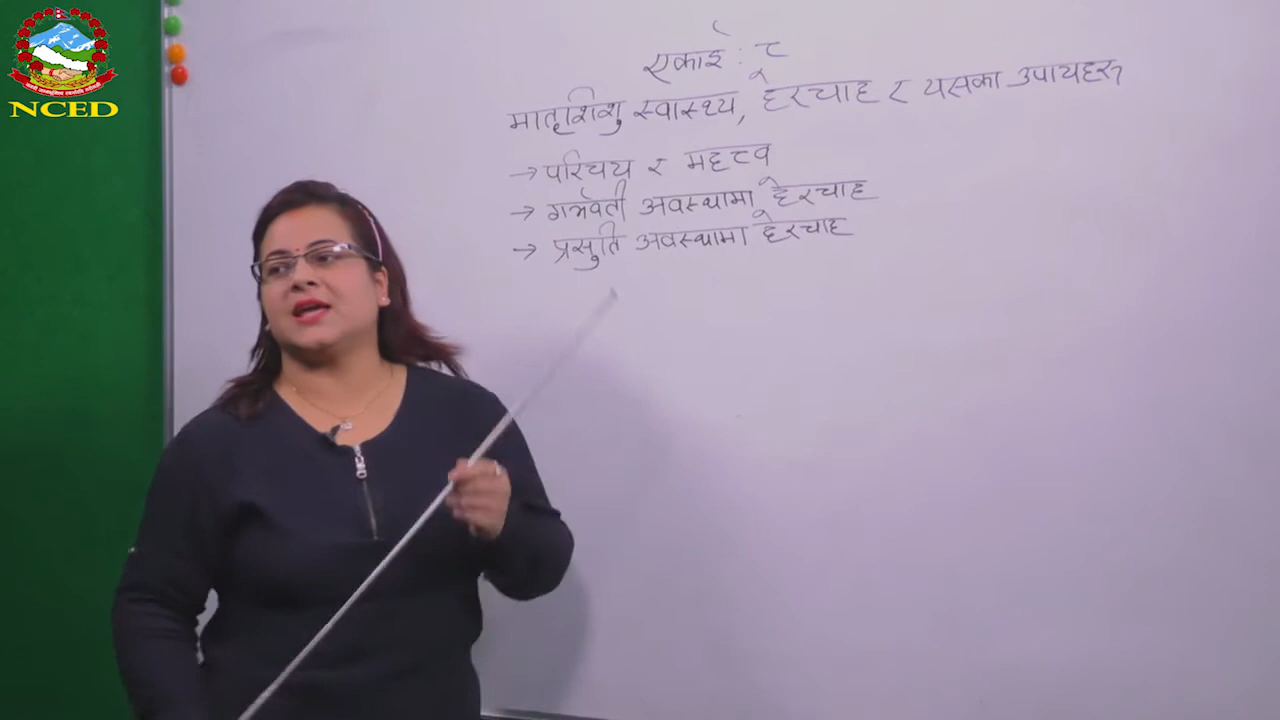 NCED
एकाई : ८
मातृशिशु स्वास्थ्य, हेरचाह र यसका उपायहरु
→ परिचय र महत्त्व
→ गर्भवती अवस्थामा हेरचाह
→ प्रसुति अवस्थामा हेरचाह